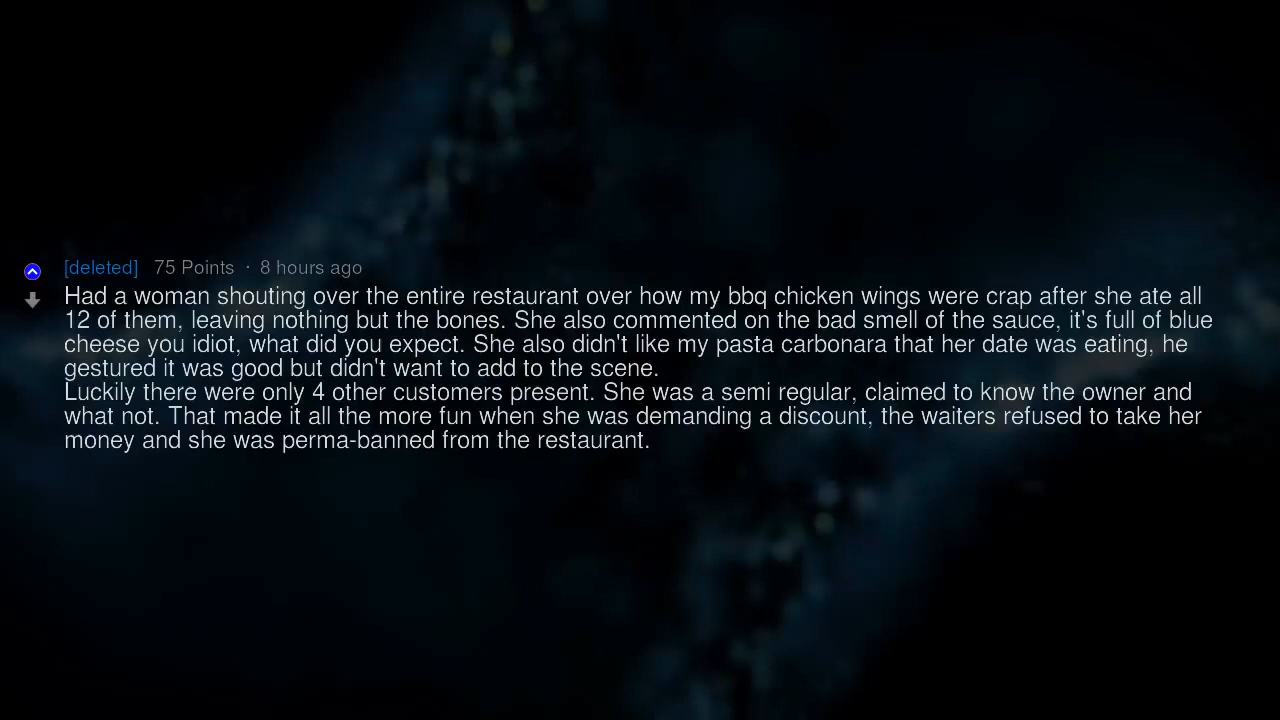 [deleted] 75 Points · 8 hours ago
Had a woman shouting over the entire restaurant over how my bbq chicken wings were crap after she ate all
12 of them, leaving nothing but the bones. She also commented on the bad smell of the sauce, it's full of blue
cheese you idiot, what did you expect. She also didn't like my pasta carbonara that her date was eating, he
gestured it was good but didn't want to add to the scene.
Luckily there were only 4 other customers present. She was a semi regular, claimed to know the owner and
what not. That made it all the more fun when she was demanding a discount, the waiters refused to take her
money and she was perma-banned from the restaurant.